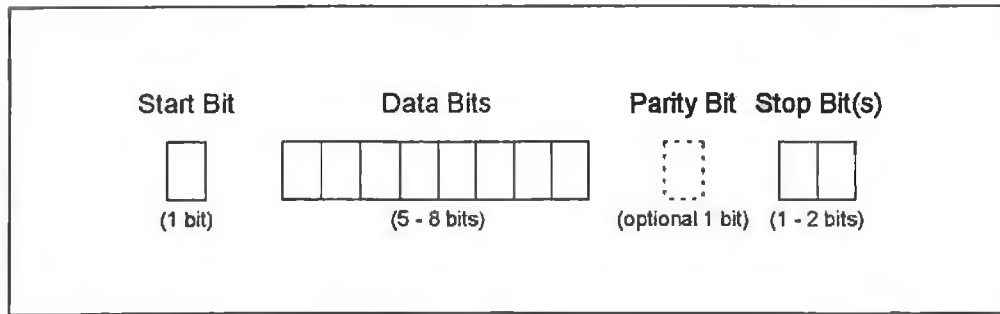 Start Bit Data Bits Parity Bit Stop Bit(s)
(1 bit) (5 - 8 bits) (optional 1 bit) (1 - 2 bits)